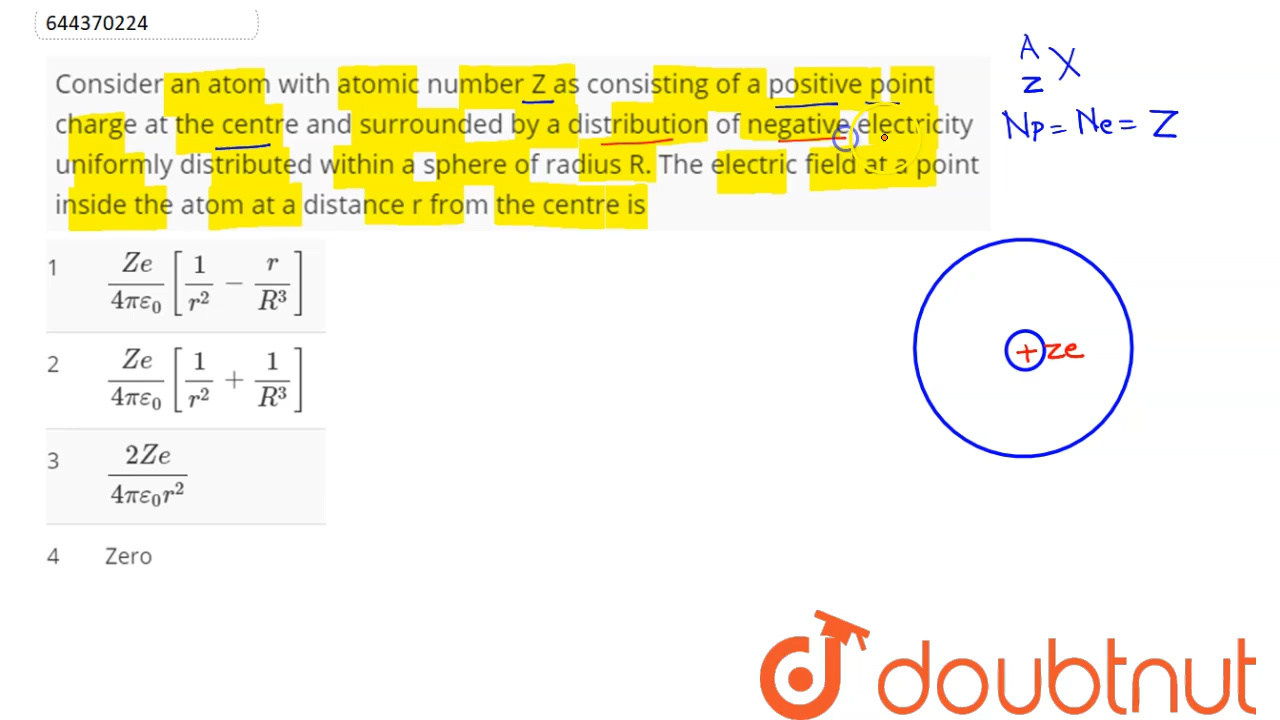 644370224
Consider an atom with atomic number Z as consisting of a positive point
charge at the centre and surrounded by a distribution of negative electricity
uniformly distributed within a sphere of radius R. The electric field at a point
inside the atom at a distance r from the centre is
1 Ze/4πε₀ [1/r² − r/R³]
2 Ze/4πε₀ [1/r² + 1/R³]
3 2Ze/4πε₀r²
4 Zero
A
Z X
Np = Ne = Z
+ ze
doubtnut